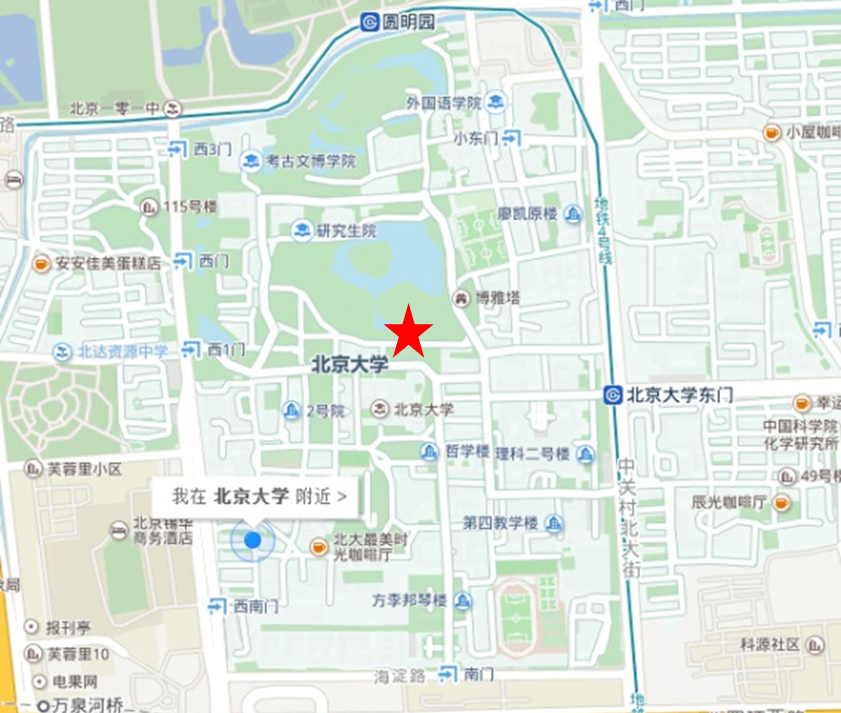 西门
圆明园
北京一零一中
外国语学院
路
小东门
小屋咖啡
西3门
考古文博学院
115号楼
廖凯原楼
地铁4号线
研究生院
安安佳美蛋糕店
西门
博雅塔
北达资源中学
西1门
北京大学
北京大学东门
2号院
北京大学
幸运
中国科学院
化学研究所
哲学楼
理科二号楼
芙蓉里小区
49号楼
中关村北大街
我在 北京大学 附近 >
辰光咖啡厅
北京锡华
商务酒店
第四教学楼
北大最美时
光咖啡厅
方李邦琴楼
西南门
报刊亭
科源社区
芙蓉里10
海淀路
南门
电果网
万泉河桥
地铁